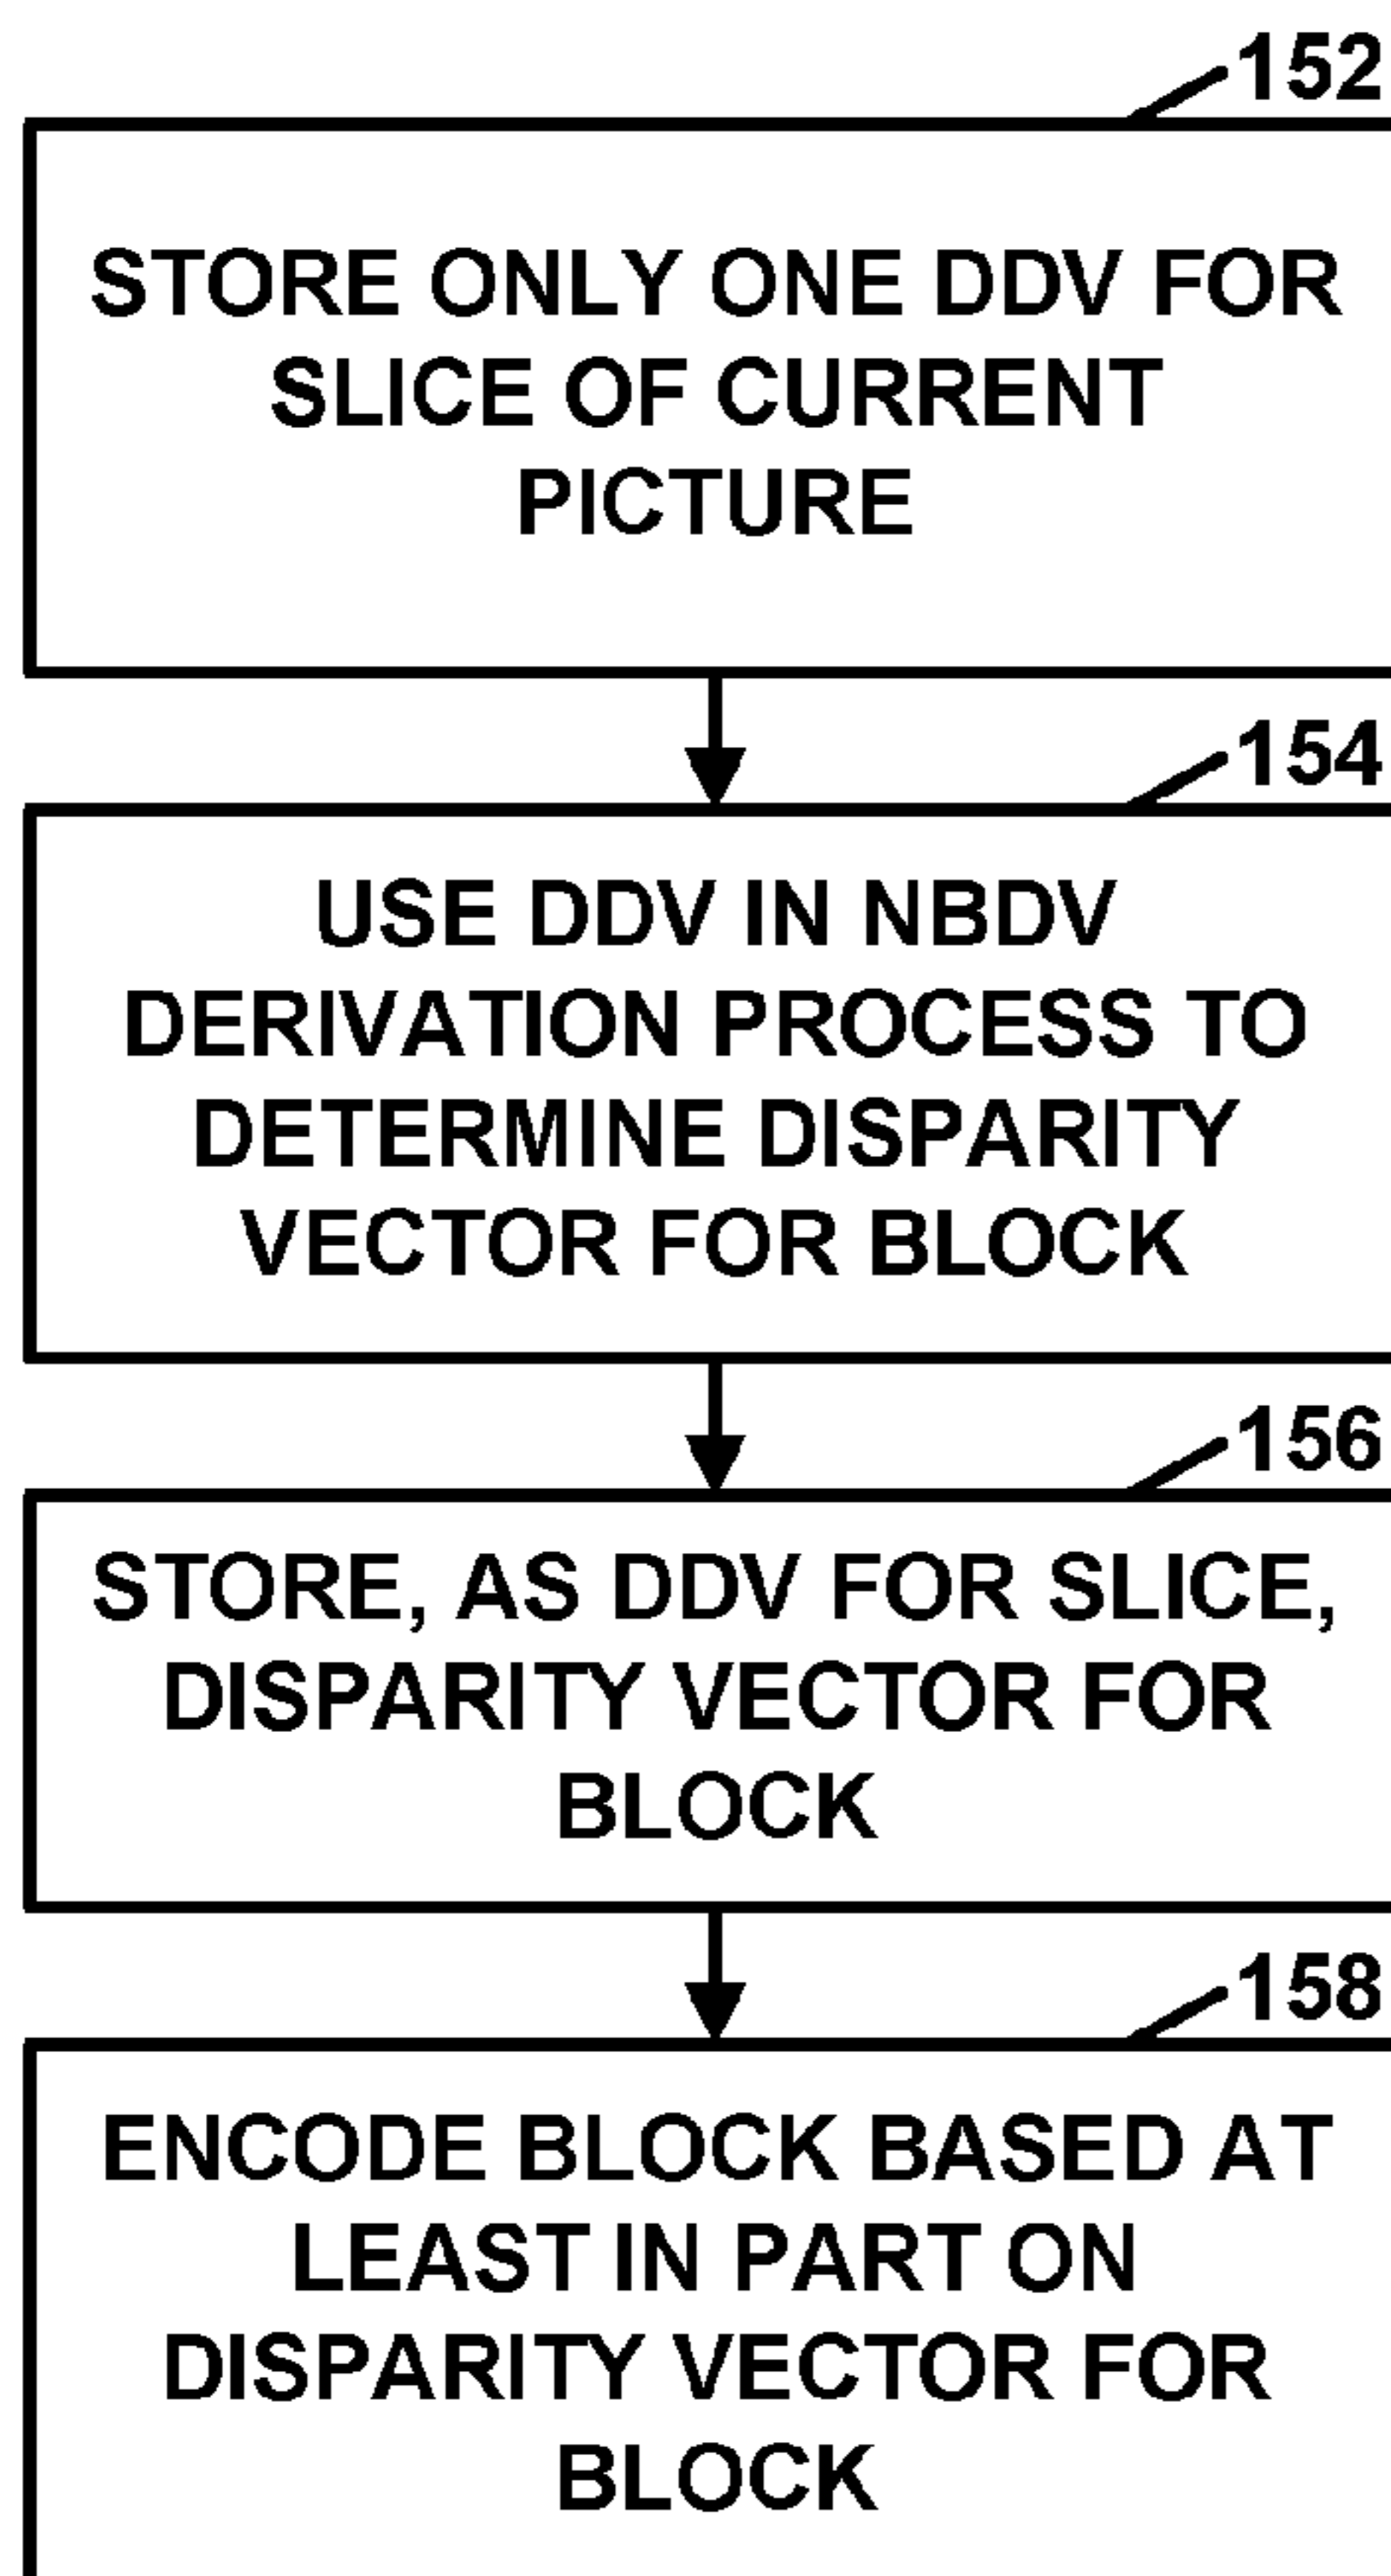 152
STORE ONLY ONE DDV FOR
SLICE OF CURRENT
PICTURE
154
USE DDV IN NBDV
DERIVATION PROCESS TO
DETERMINE DISPARITY
VECTOR FOR BLOCK
156
STORE, AS DDV FOR SLICE,
DISPARITY VECTOR FOR
BLOCK
158
ENCODE BLOCK BASED AT
LEAST IN PART ON
DISPARITY VECTOR FOR
BLOCK